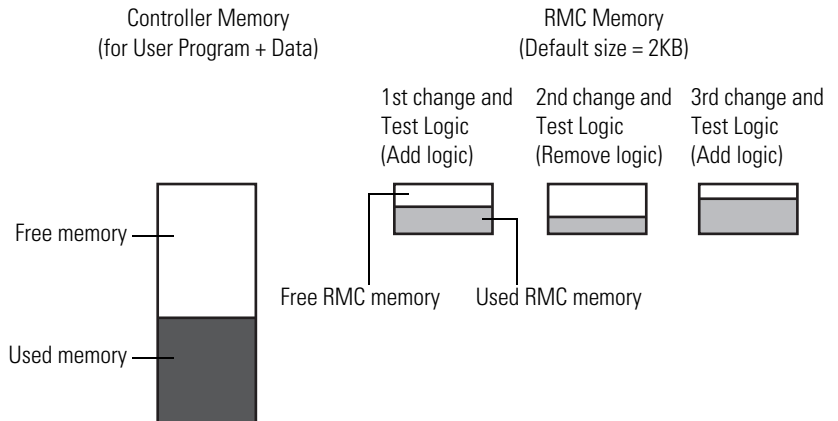 Controller Memory
(for User Program + Data)
RMC Memory
(Default size = 2KB)
1st change and
Test Logic
(Add logic)
2nd change and
Test Logic
(Remove logic)
3rd change and
Test Logic
(Add logic)
Free memory
Free RMC memory
Used RMC memory
Used memory